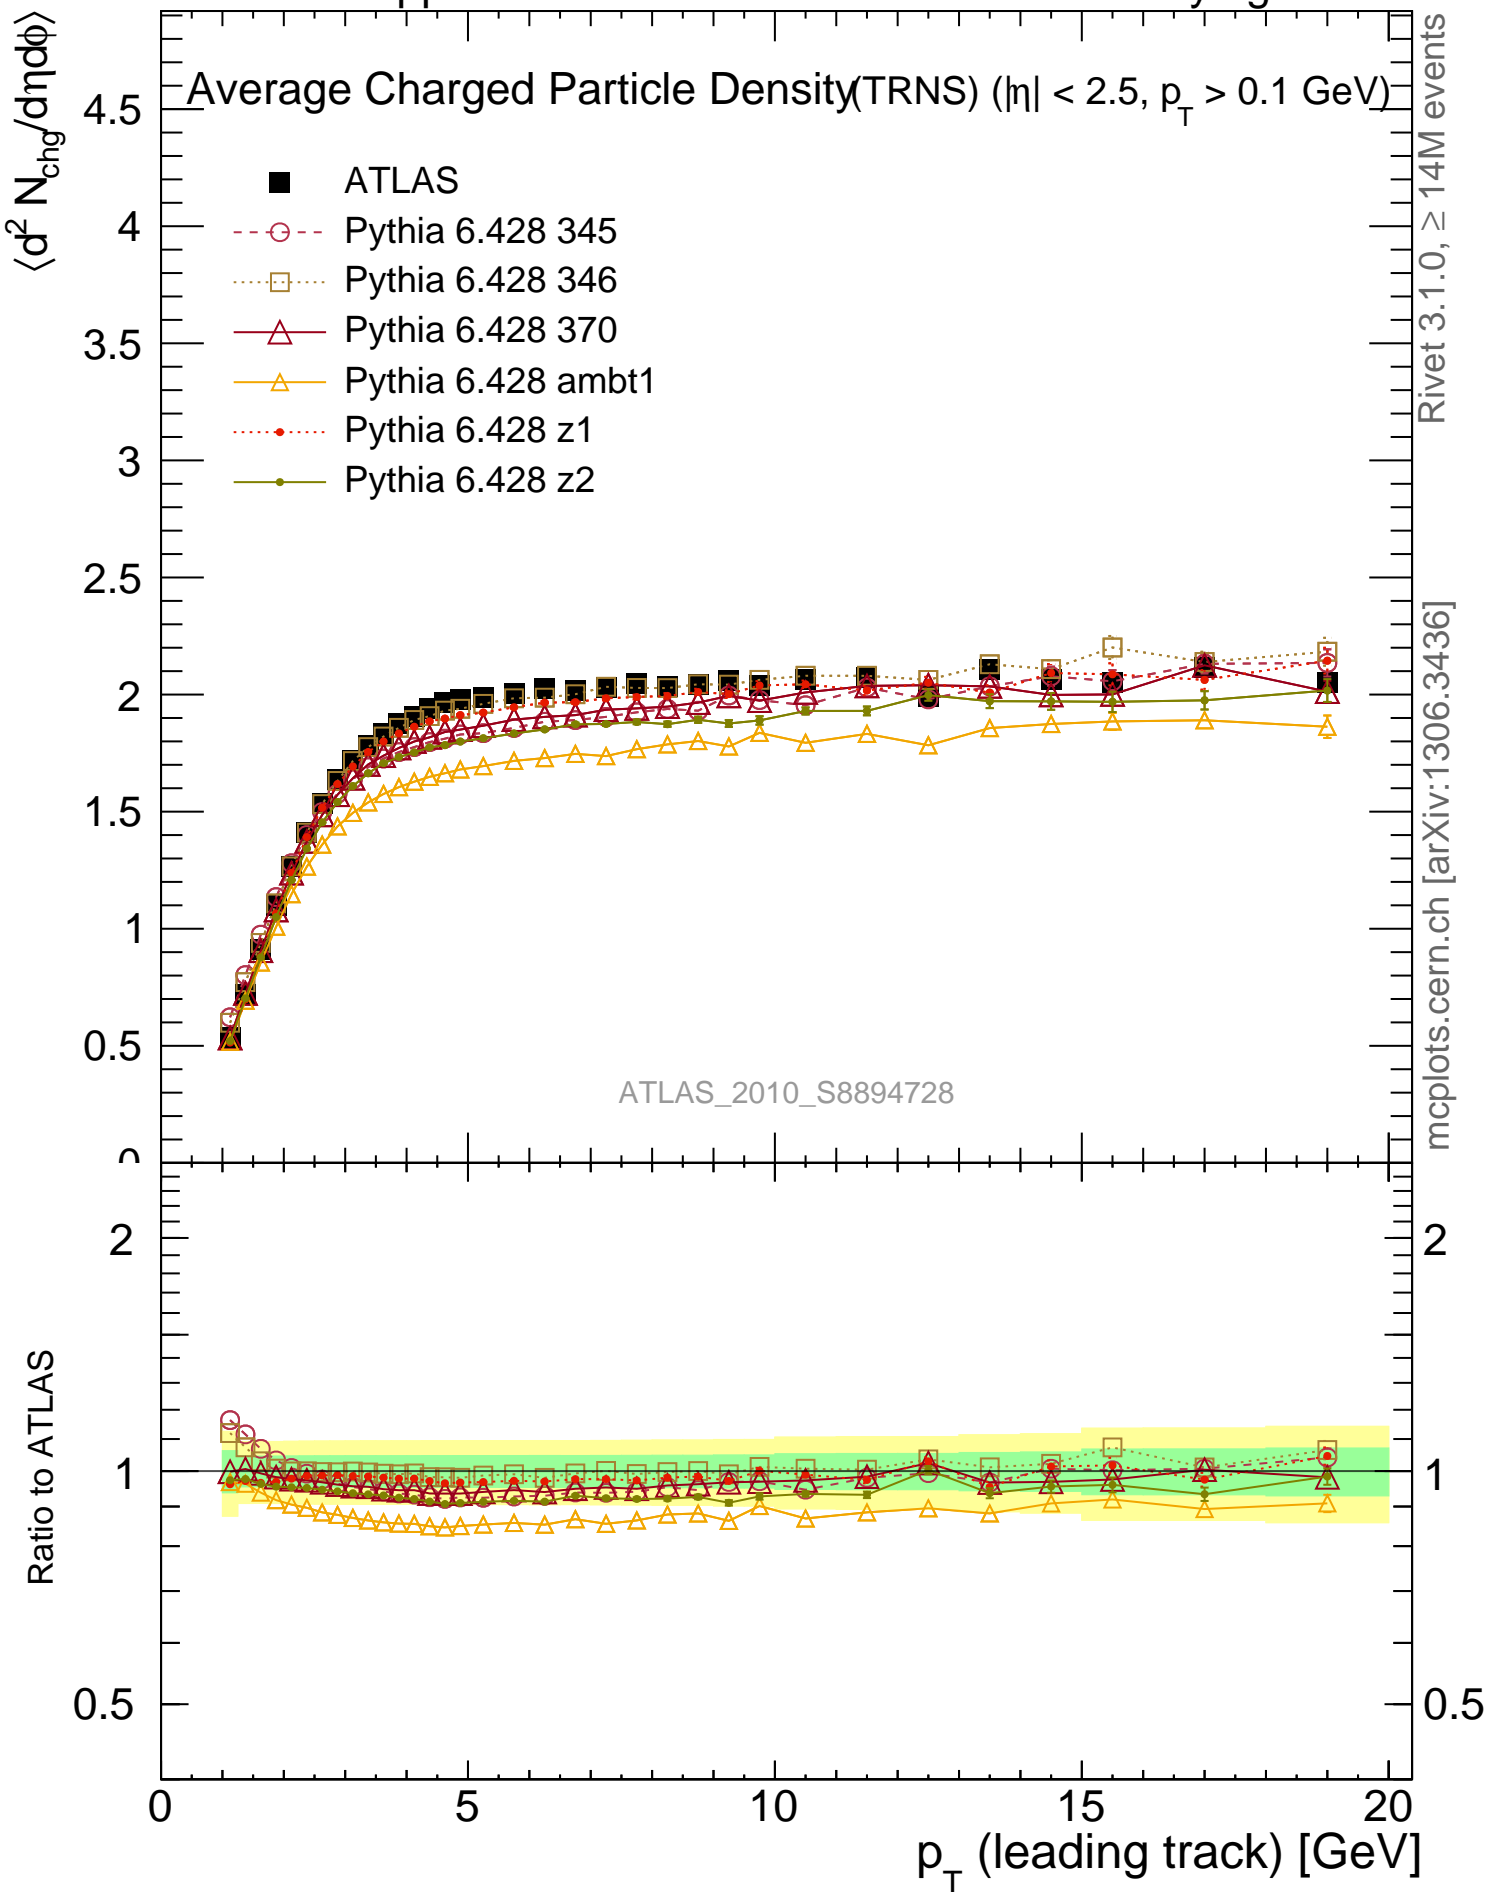 ⟨d² N_chg/dηdϕ⟩
Average Charged Particle Density (TRNS) (|η| < 2.5, p_T > 0.1 GeV)
ATLAS
Pythia 6.428 345
Pythia 6.428 346
Pythia 6.428 370
Pythia 6.428 ambt1
Pythia 6.428 z1
Pythia 6.428 z2
4.5
4
3.5
3
2.5
2
1.5
1
0.5
0
ATLAS_2010_S8894728
Rivet 3.1.0, ≥ 14M events
mcplots.cern.ch [arXiv:1306.3436]
Ratio to ATLAS
2
1
0.5
2
1
0.5
0
5
10
15
20
p_T (leading track) [GeV]